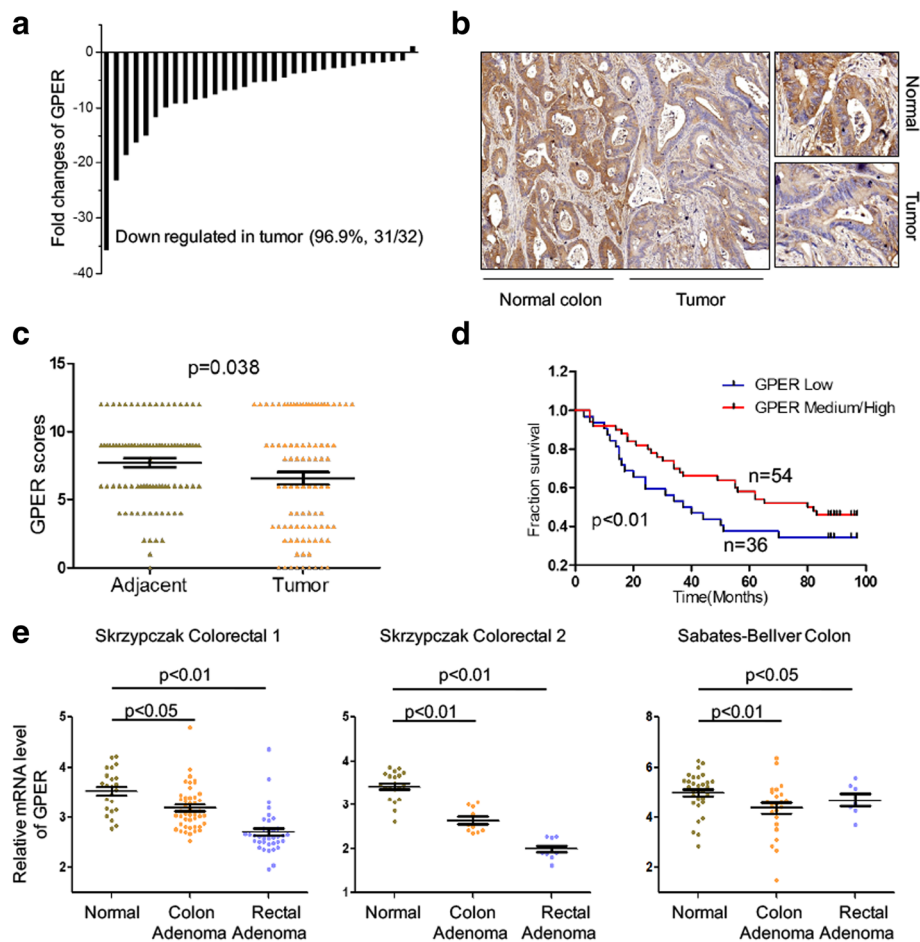 a
Fold changes of GPER
0
-10
-20
-30
-40
Down regulated in tumor (96.9%, 31/32)
b
Normal
Tumor
Normal colon
Tumor
c
GPER scores
15
10
5
0
p=0.038
Adjacent
Tumor
d
Fraction survival
1.2
1.0
0.8
0.6
0.4
0.2
GPER Low
GPER Medium/High
n=54
p<0.01
n=36
0
20
40
60
80
100
Time(Months)
e
Relative mRNA level
of GPER
Skrzypczak Colorectal 1
p<0.01
p<0.05
5
4
3
2
Normal
Colon
Adenoma
Rectal
Adenoma
Skrzypczak Colorectal 2
p<0.01
p<0.01
5
4
3
2
1
Normal
Colon
Adenoma
Rectal
Adenoma
Sabates-Bellver Colon
p<0.05
p<0.01
8
6
4
2
Normal
Colon
Adenoma
Rectal
Adenoma